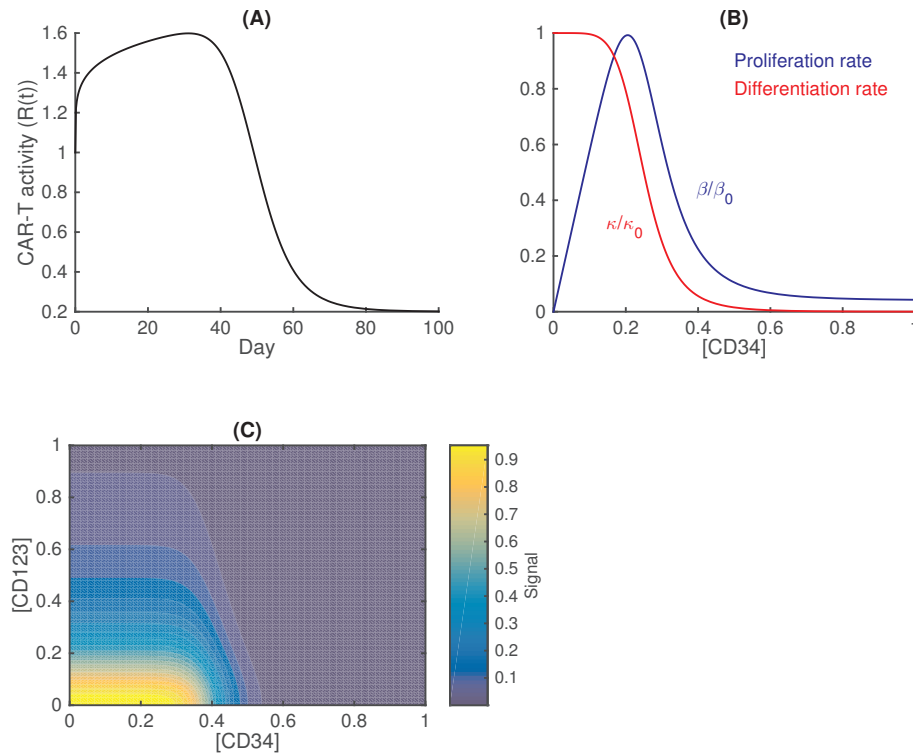 (A)
1.6
1.4
1.2
1
0.8
0.6
0.4
0.2
CAR-T activity (R(t))
0 20 40 60 80 100
Day
(B)
Proliferation rate
Differentiation rate
1
0.8
0.6
0.4
0.2
0
β/β0
κ/κ0
0 0.2 0.4 0.6 0.8 1
[CD34]
(C)
1
0.8
0.6
0.4
0.2
0
[CD123]
0 0.2 0.4 0.6 0.8 1
[CD34]
0.9
0.8
0.7
0.6
0.5
0.4
0.3
0.2
0.1
Signal